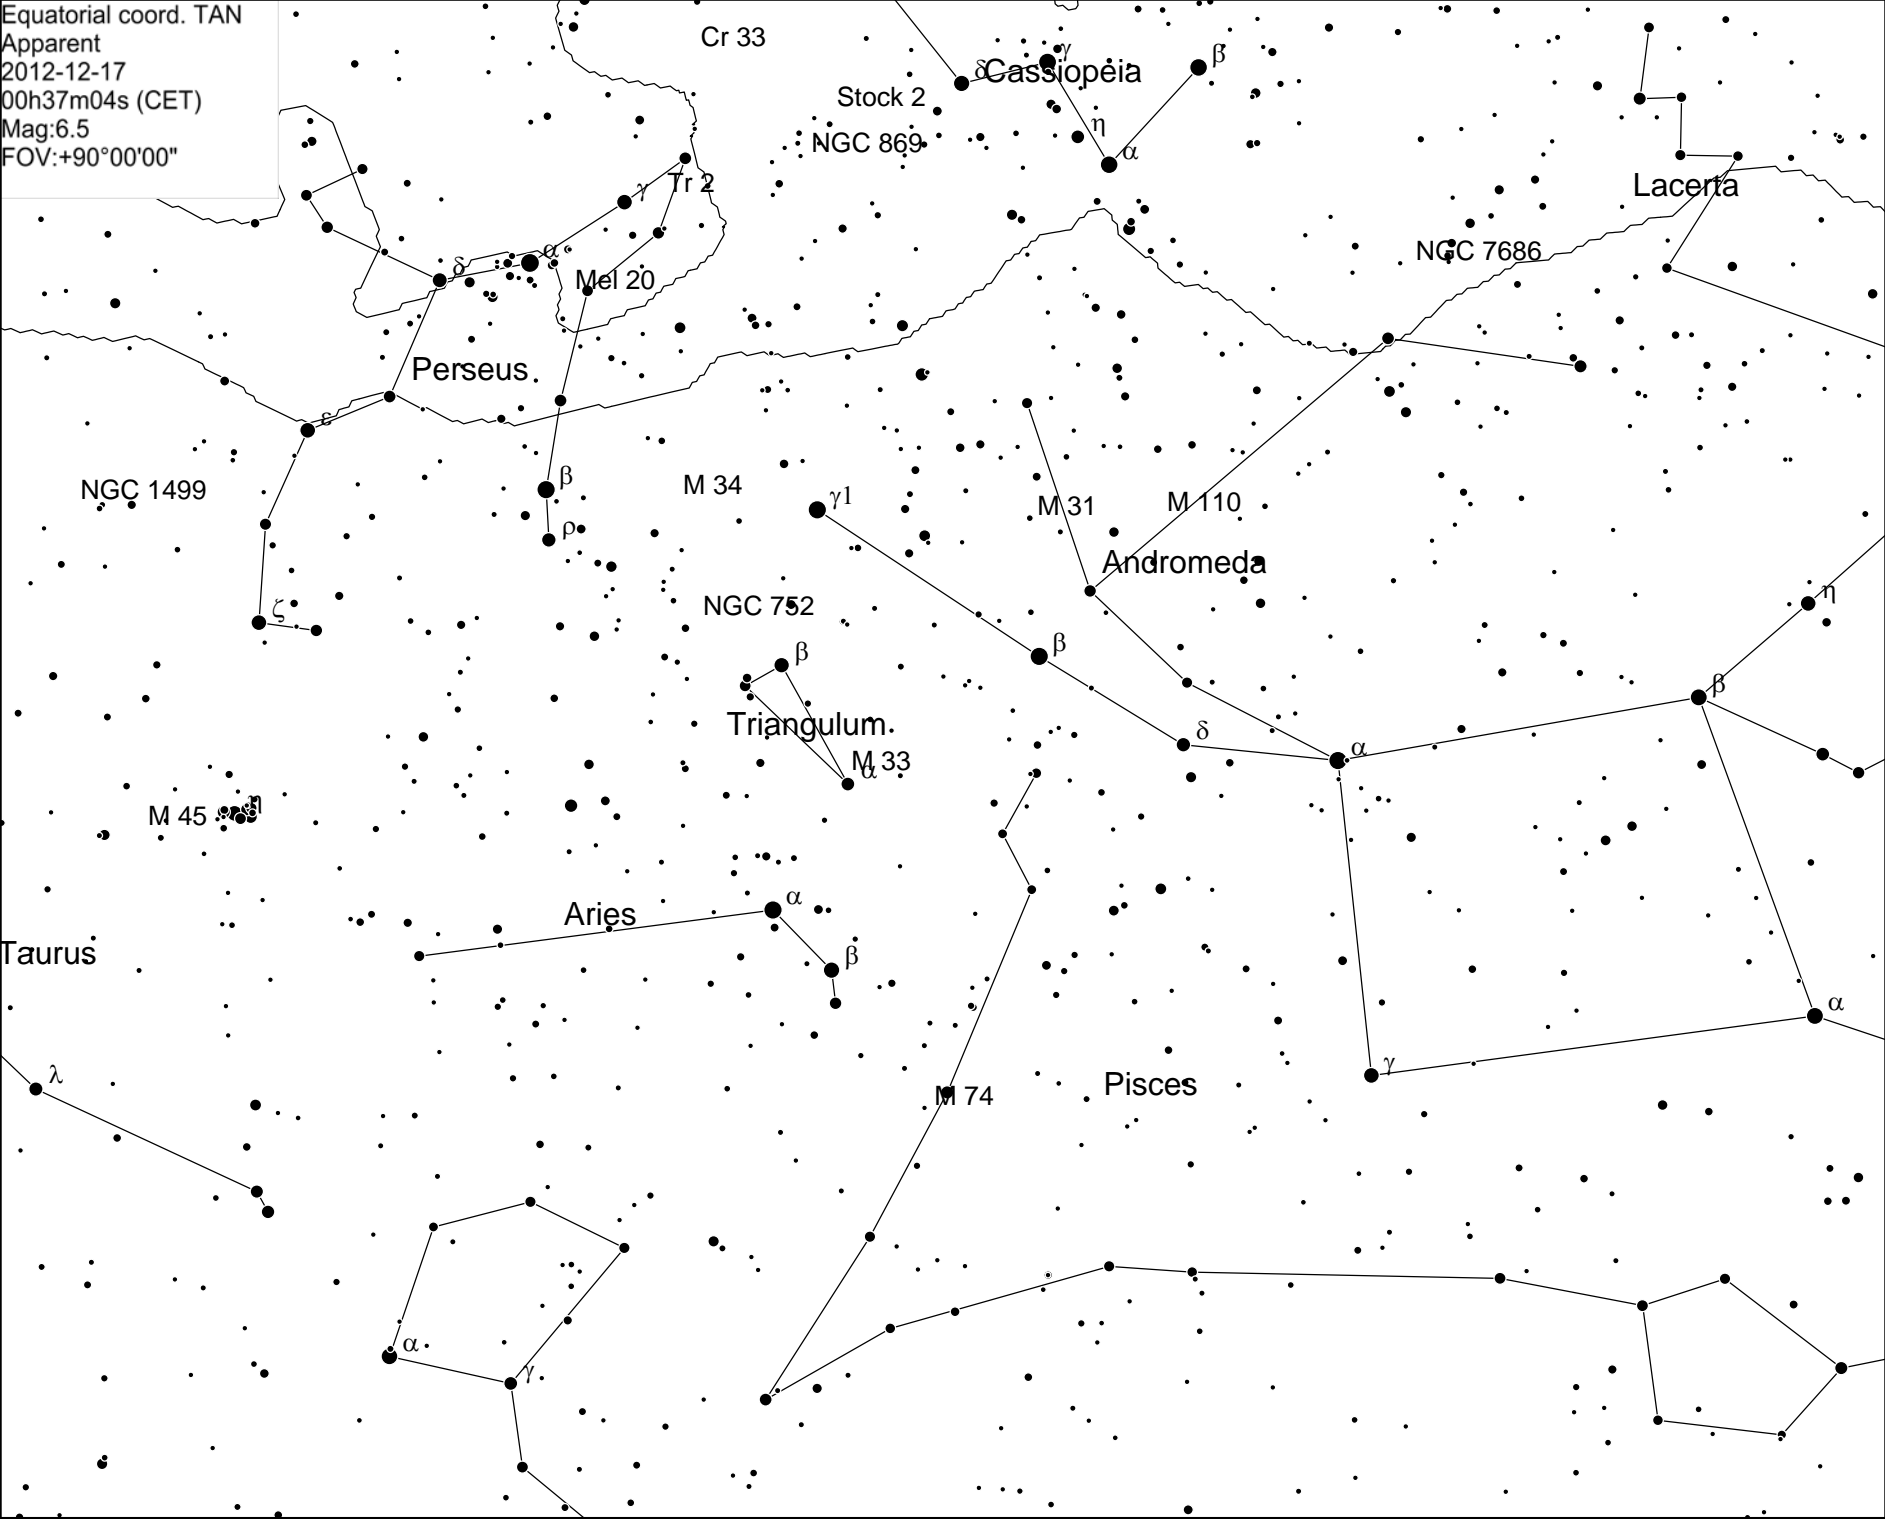 Equatorial coord. TAN
Apparent
2012-12-17
00h37m04s (CET)
Mag:6.5
FOV:+90°00'00"
Cr 33
γ
β
δ
Cassiopeia
Stock 2
η
NGC 869
α
Tr 2
γ
Lacerta
α
δ
NGC 7686
Mel 20
Perseus
ε
β
NGC 1499
M 34
γ1
M 31
M 110
ρ
Andromeda
η
ζ
NGC 752
β
β
β
Triangulum
δ
α
M 33
α
η
M 45
α
Aries
Taurus
β
α
γ
λ
Pisces
M 74
α
γ